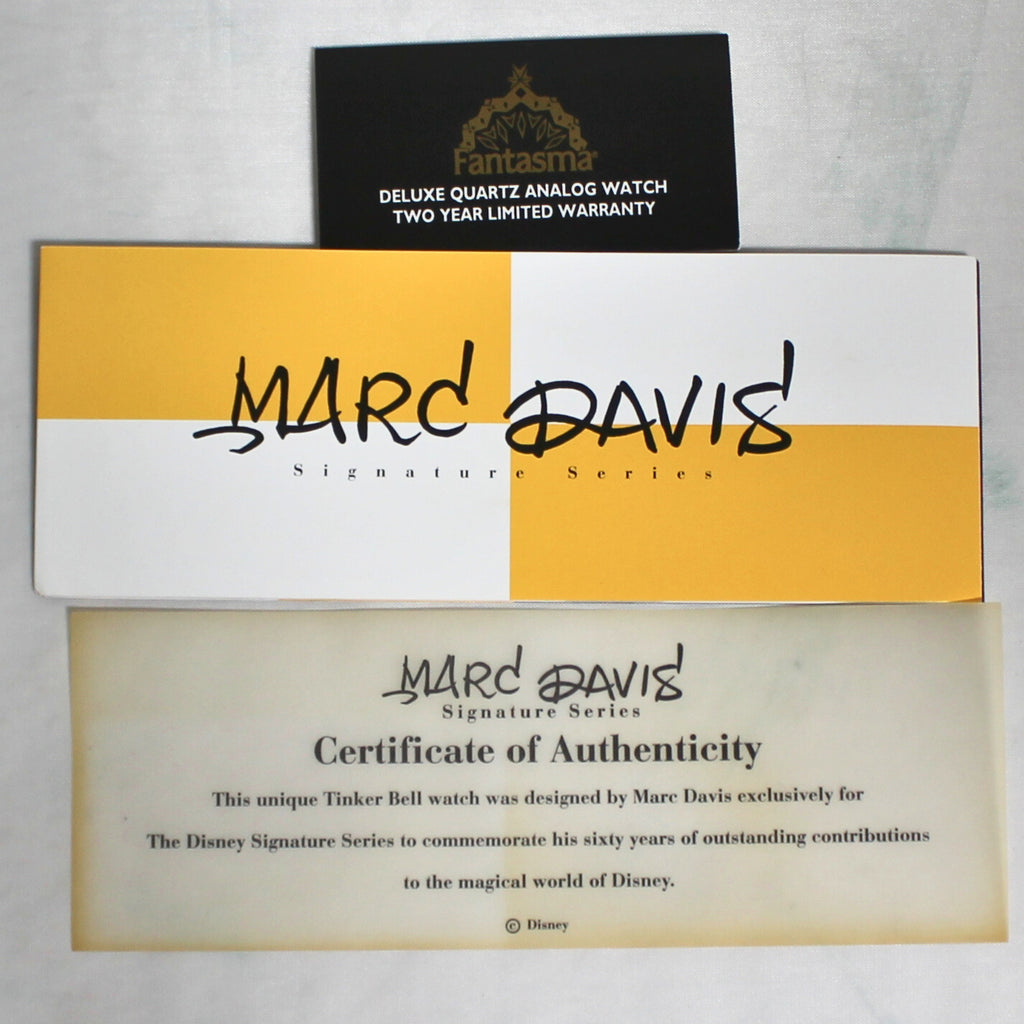 Fantasma®
DELUXE QUARTZ ANALOG WATCH
TWO YEAR LIMITED WARRANTY
MARC DAVIS
Signature Series
MARC DAVIS
Signature Series
Certificate of Authenticity
This unique Tinker Bell watch was designed by Marc Davis exclusively for
The Disney Signature Series to commemorate his sixty years of outstanding contributions
to the magical world of Disney.
© Disney